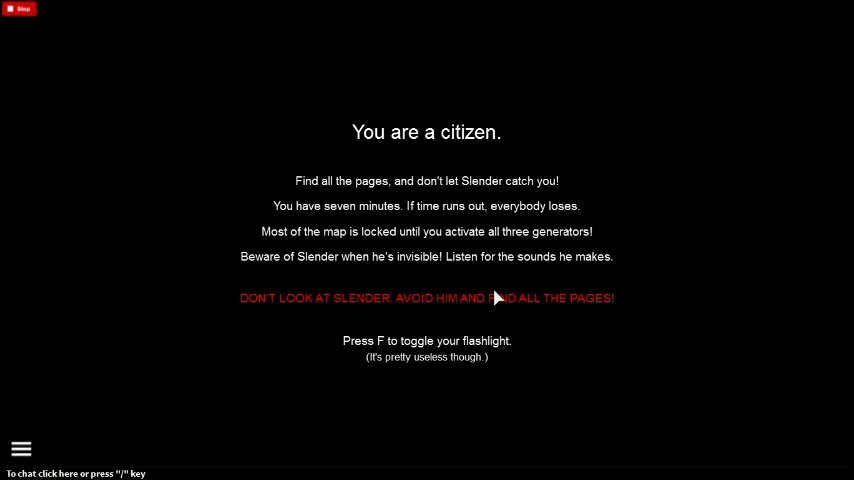 Stop
You are a citizen.
Find all the pages, and don't let Slender catch you!
You have seven minutes. If time runs out, everybody loses.
Most of the map is locked until you activate all three generators!
Beware of Slender when he's invisible! Listen for the sounds he makes.
DON'T LOOK AT SLENDER. AVOID HIM AND FIND ALL THE PAGES!
Press F to toggle your flashlight.
(It's pretty useless though.)
To chat click here or press "/" key